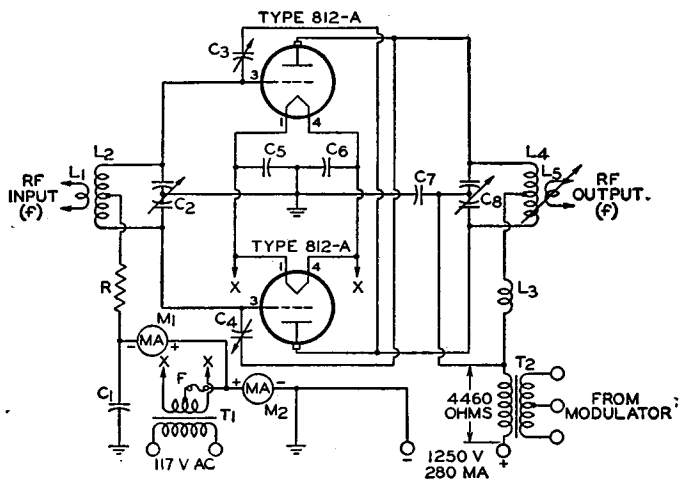 TYPE 812-A
C3
3
1
4
L2
L1
RF
INPUT
(f)
C2
C5
C6
C7
L4
L5
RF
OUTPUT.
(f)
C8
TYPE 812-A
1
4
X
X
3
R
C4
L3
M1
- MA +
X
X
F
+ MA -
M2
C1
T1
117 V AC
-
T2
4460
OHMS
FROM
MODULATOR
1250 V
280 MA
+